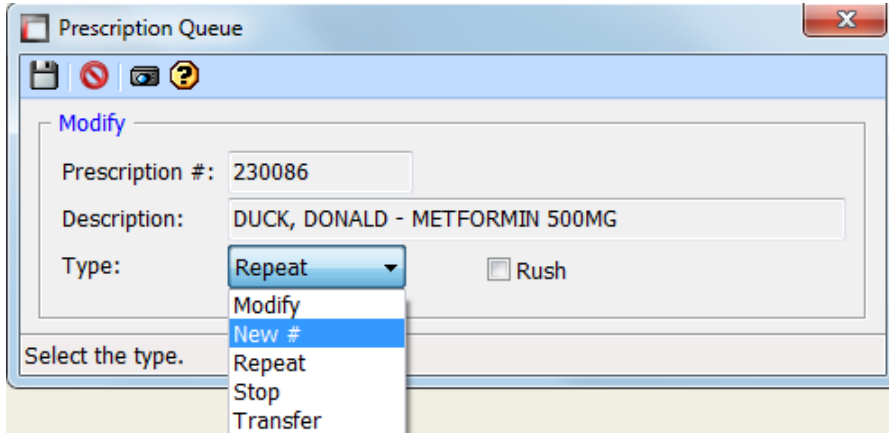 Prescription Queue
Modify
Prescription #: 230086
Description: DUCK, DONALD - METFORMIN 500MG
Type: Repeat Rush
Modify
New #
Select the type. Repeat
Stop
Transfer